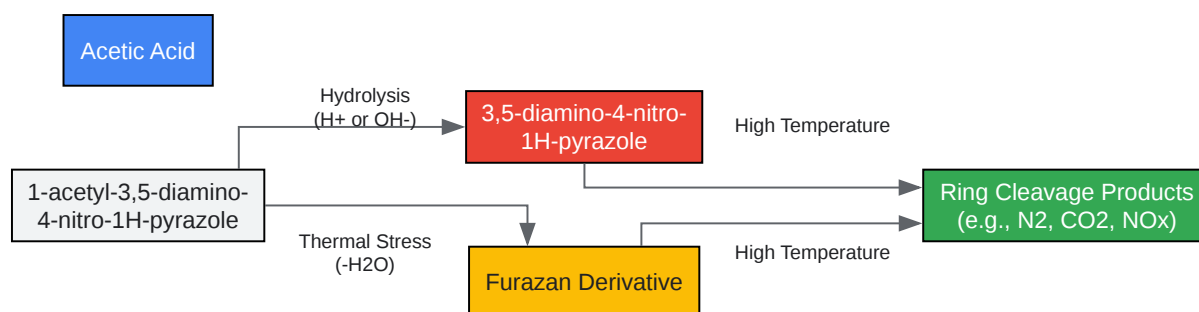 Acetic Acid
Hydrolysis
(H+ or OH-)
3,5-diamino-4-nitro-
1H-pyrazole
High Temperature
1-acetyl-3,5-diamino-
4-nitro-1H-pyrazole
Ring Cleavage Products
(e.g., N2, CO2, NOx)
Thermal Stress
(-H2O)
Furazan Derivative
High Temperature